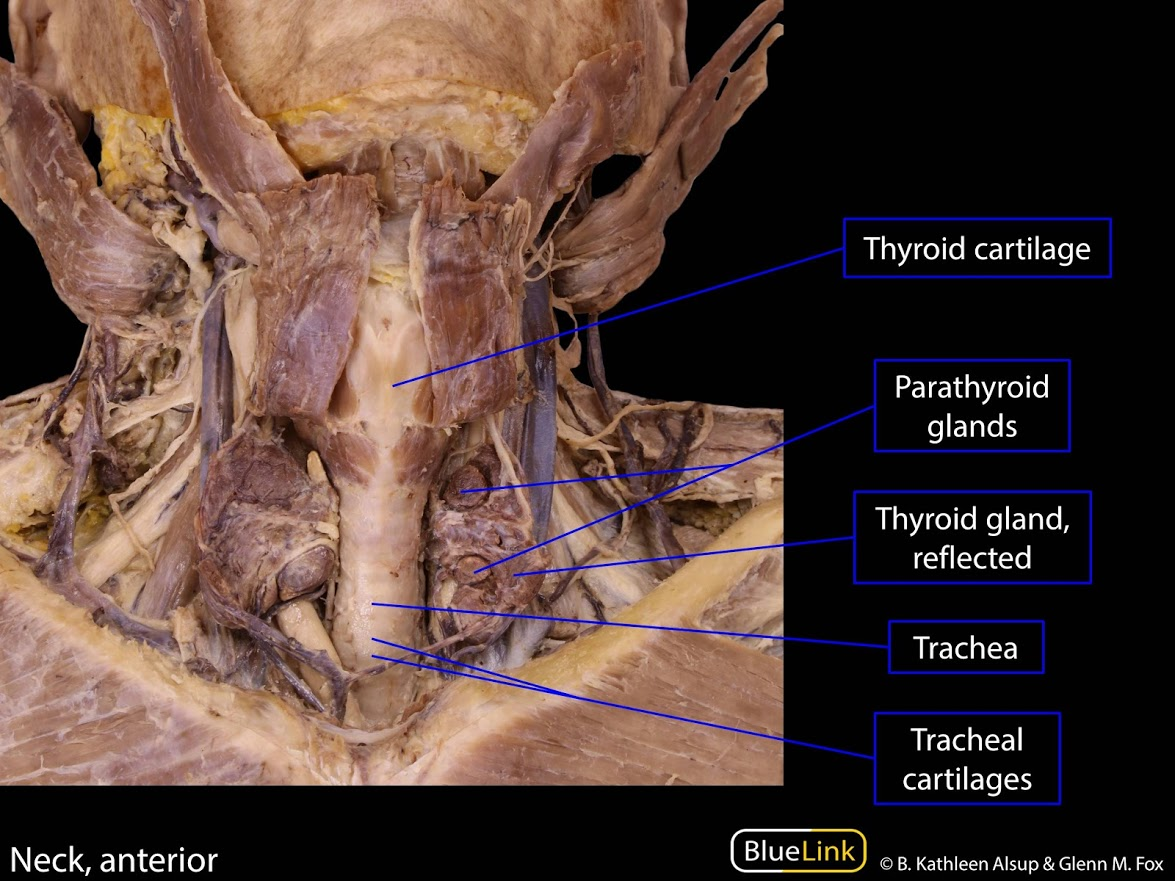 Thyroid cartilage
Parathyroid
glands
Thyroid gland,
reflected
Trachea
Tracheal
cartilages
Neck, anterior
BlueLink
© B. Kathleen Alsup & Glenn M. Fox